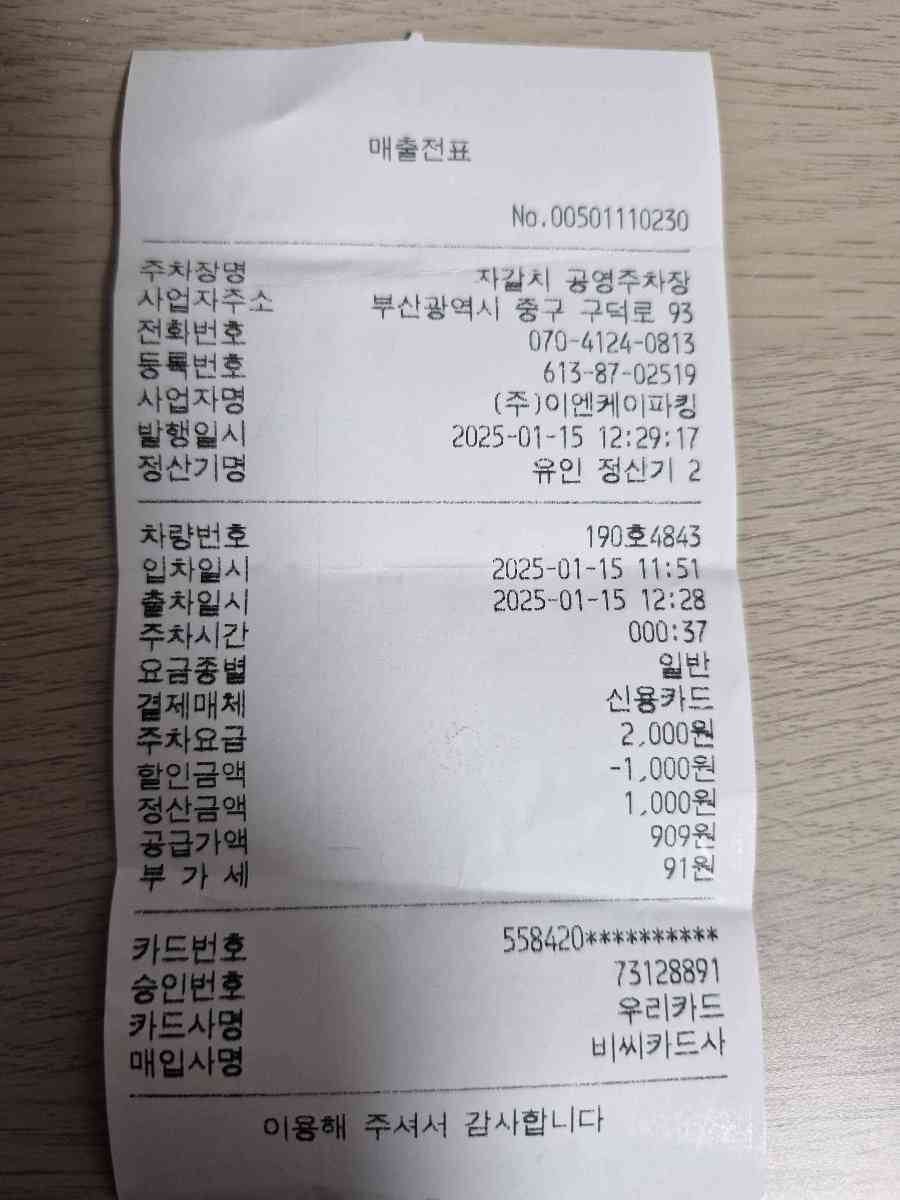 매출전표
No.00501110230
주차장명 자갈치 공영주차장
사업자주소 부산광역시 중구 구덕로 93
전화번호 070-4124-0813
등록번호 613-87-02519
사업자명 (주)이엔케이파킹
발행일시 2025-01-15 12:29:17
정산기명 유인 정산기 2
차량번호 190호4843
입차일시 2025-01-15 11:51
출차일시 2025-01-15 12:28
주차시간 000:37
요금종별 일반
결제매체 신용카드
주차요금 2,000원
할인금액 -1,000원
정산금액 1,000원
공급가액 909원
부 가 세 91원
카드번호 558420**********
승인번호 73128891
카드사명 우리카드
매입사명 비씨카드사
이용해 주셔서 감사합니다